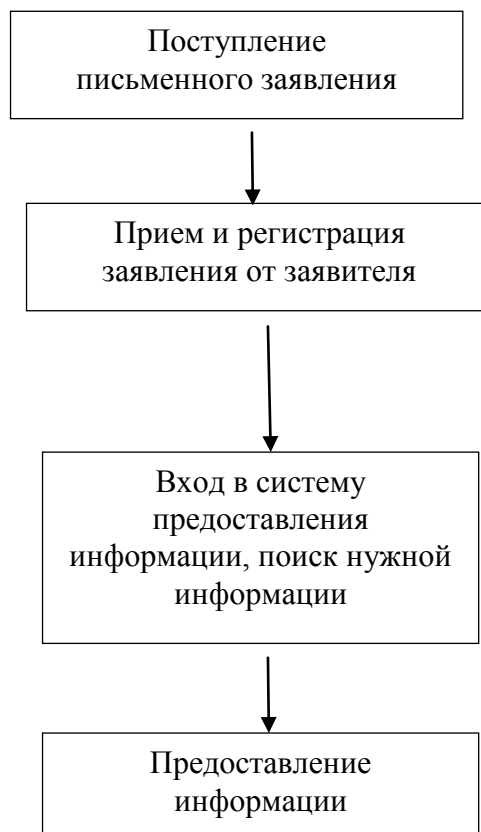 Поступление
письменного заявления
Прием и регистрация
заявления от заявителя
Вход в систему
предоставления
информации, поиск нужной
информации
Предоставление
информации